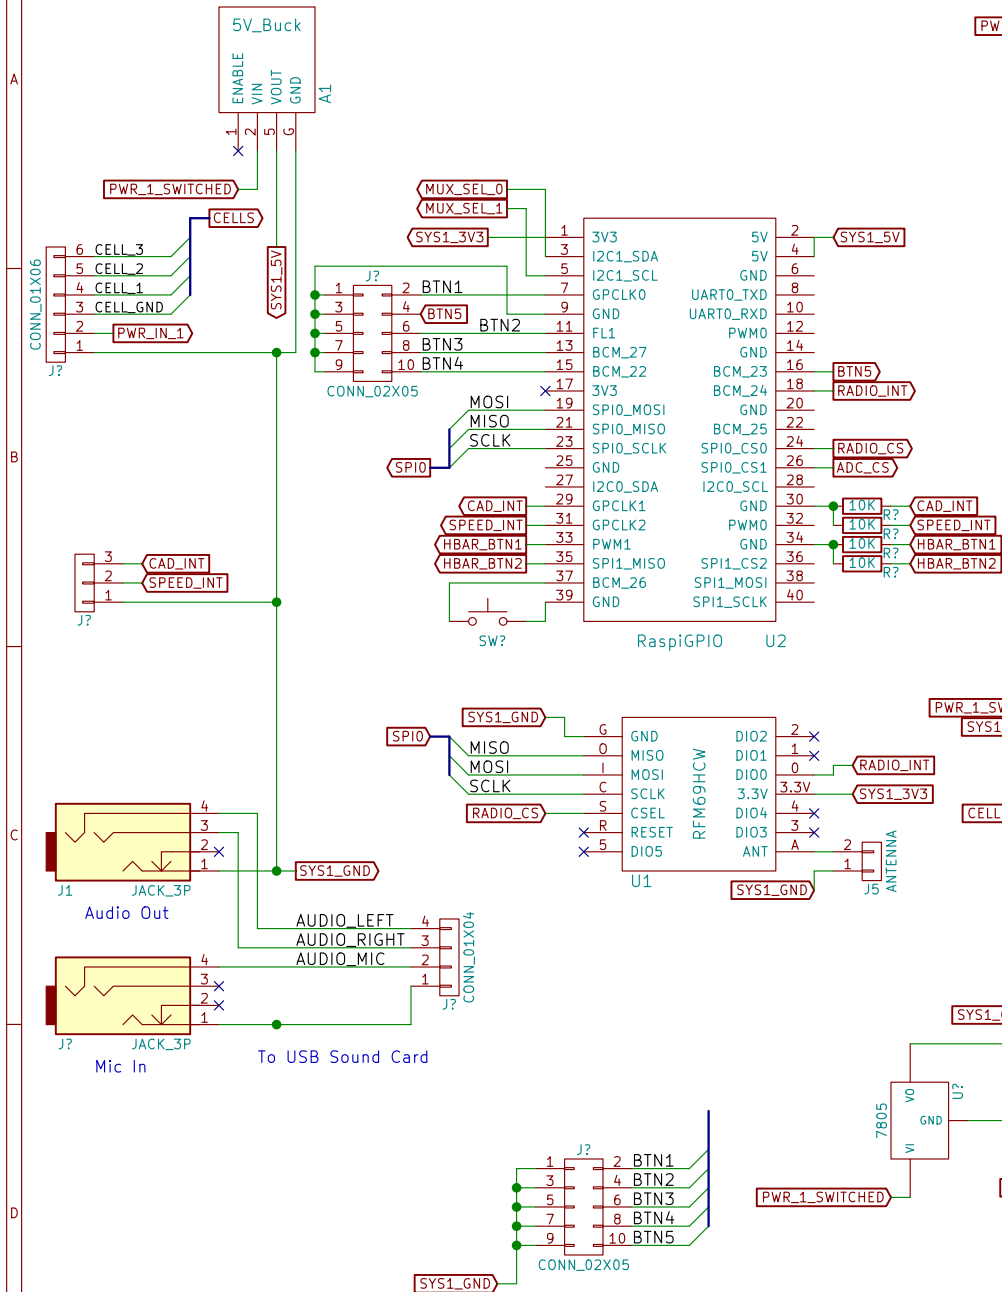 5V_Buck
ENABLE
VIN
VOUT
GND
A1
1
2
5
G
PW
A
PWR_1_SWITCHED
CELLS
MUX_SEL_0
MUX_SEL_1
SYS1_3V3
SYS1_5V
CONN_01X06
6 CELL_3
5 CELL_2
4 CELL_1
3 CELL_GND
2 PWR_IN_1
1
J?
SYS1_5V
J?
1 2 BTN1
3 4 BTN5
5 6 BTN2
7 8 BTN3
9 10 BTN4
CONN_02X05
1 3V3 5V 2
3 I2C1_SDA 5V 4
5 I2C1_SCL GND 6
7 GPCLK0 UART0_TXD 8
9 GND UART0_RXD 10
11 FL1 PWM0 12
13 BCM_27 GND 14
15 BCM_22 BCM_23 16 BTN5
17 3V3 BCM_24 18 RADIO_INT
MOSI 19 SPI0_MOSI GND 20
MISO 21 SPI0_MISO BCM_25 22
SCLK 23 SPI0_SCLK SPI0_CS0 24 RADIO_CS
SPI0 25 GND SPI0_CS1 26 ADC_CS
27 I2C0_SDA I2C0_SCL 28
CAD_INT 29 GPCLK1 GND 30 10K R? CAD_INT
SPEED_INT 31 GPCLK2 PWM0 32 10K R? SPEED_INT
HBAR_BTN1 33 PWM1 GND 34 10K R? HBAR_BTN1
HBAR_BTN2 35 SPI1_MISO SPI1_CS2 36 10K R? HBAR_BTN2
37 BCM_26 SPI1_MOSI 38
39 GND SPI1_SCLK 40
SW?
RaspiGPIO U2
B
3 CAD_INT
2 SPEED_INT
1
J?
PWR_1_SW
SYS1
SYS1_GND
SPI0
MISO
MOSI
SCLK
RADIO_CS
G GND DIO2 2
O MISO DIO1 1
I MOSI DIO0 0
C SCLK 3.3V 3.3V
S CSEL DIO4 4
R RESET DIO3 3
5 DIO5 ANT A
RFM69HCW
U1
RADIO_INT
SYS1_3V3
SYS1_GND
2
1
J5
ANTENNA
CELL
C
4
3
2
1
J1 JACK_3P
Audio Out
SYS1_GND
AUDIO_LEFT 4
AUDIO_RIGHT 3
AUDIO_MIC 2
1
J?
CONN_01X04
4
3
2
1
J? JACK_3P
Mic In
To USB Sound Card
SYS1_
7805
VO
GND
VI
U?
PWR_1_SWITCHED
D
J?
1 2 BTN1
3 4 BTN2
5 6 BTN3
7 8 BTN4
9 10 BTN5
CONN_02X05
SYS1_GND